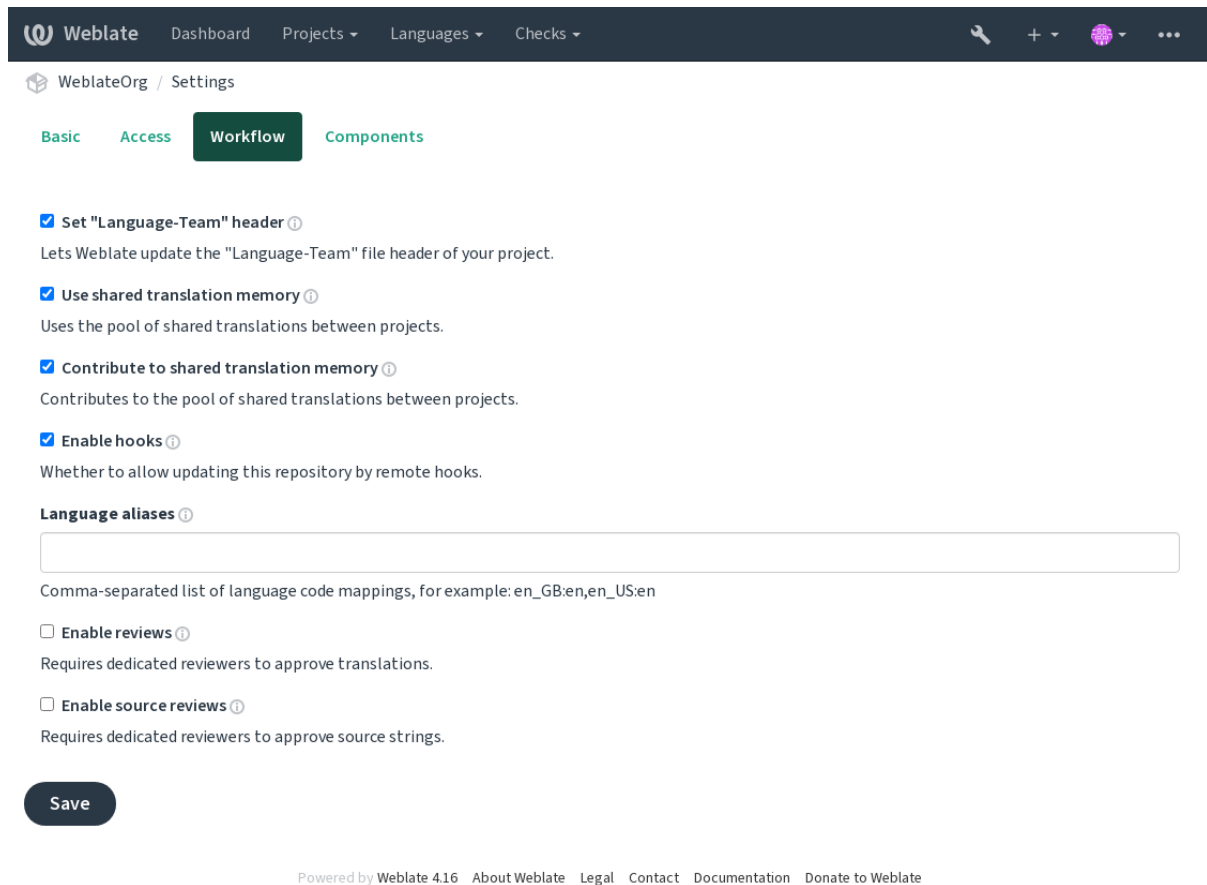 Weblate Dashboard Projects Languages Checks
WeblateOrg / Settings
Basic Access Workflow Components
Set "Language-Team" header
Lets Weblate update the "Language-Team" file header of your project.
Use shared translation memory
Uses the pool of shared translations between projects.
Contribute to shared translation memory
Contributes to the pool of shared translations between projects.
Enable hooks
Whether to allow updating this repository by remote hooks.
Language aliases
Comma-separated list of language code mappings, for example: en_GB:en,en_US:en
Enable reviews
Requires dedicated reviewers to approve translations.
Enable source reviews
Requires dedicated reviewers to approve source strings.
Save
Powered by Weblate 4.16 About Weblate Legal Contact Documentation Donate to Weblate